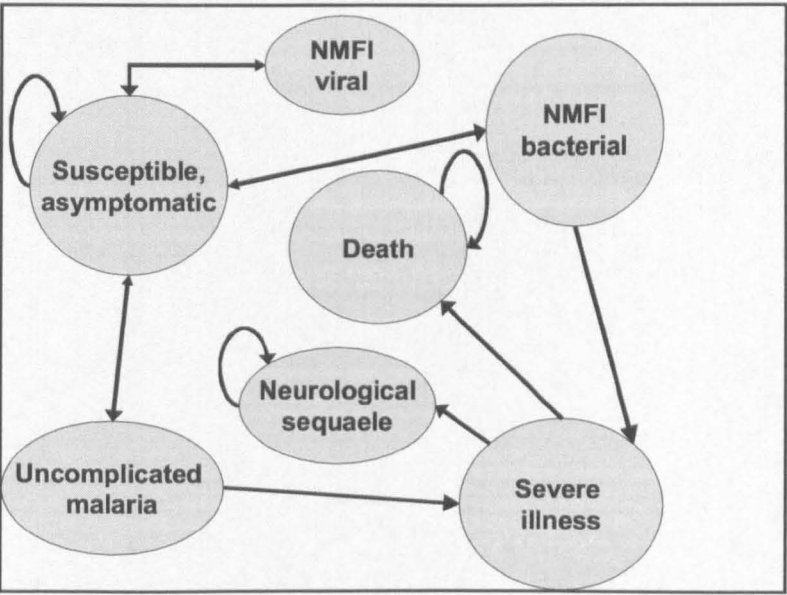 NMFI
viral
NMFI
bacterial
Susceptible,
asymptomatic
Death
Neurological
sequaele
Uncomplicated
malaria
Severe
illness